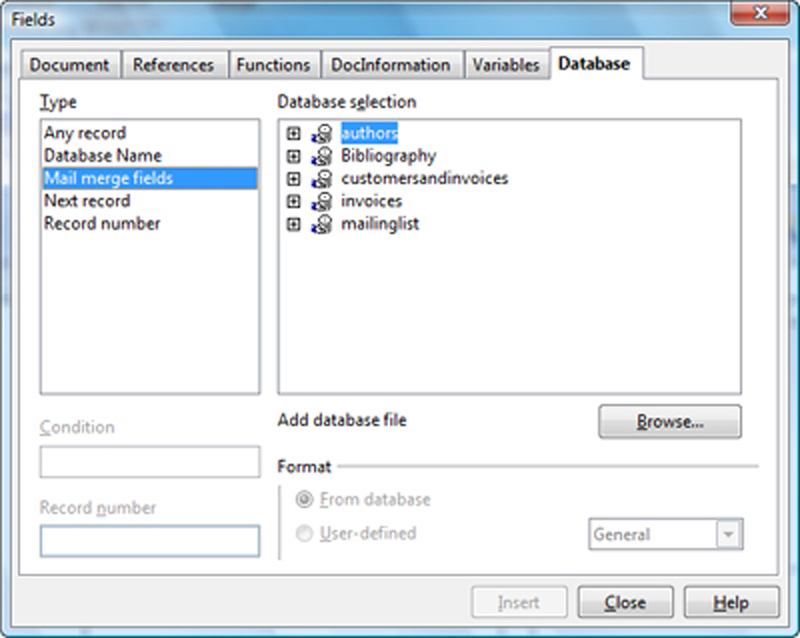 Fields
Document References Functions DocInformation Variables Database
Type
Any record
Database Name
Mail merge fields
Next record
Record number
Database selection
authors
Bibliography
customersandinvoices
invoices
mailinglist
Condition
Record number
Add database file
Browse...
Format
From database
User-defined
General
Insert Close Help